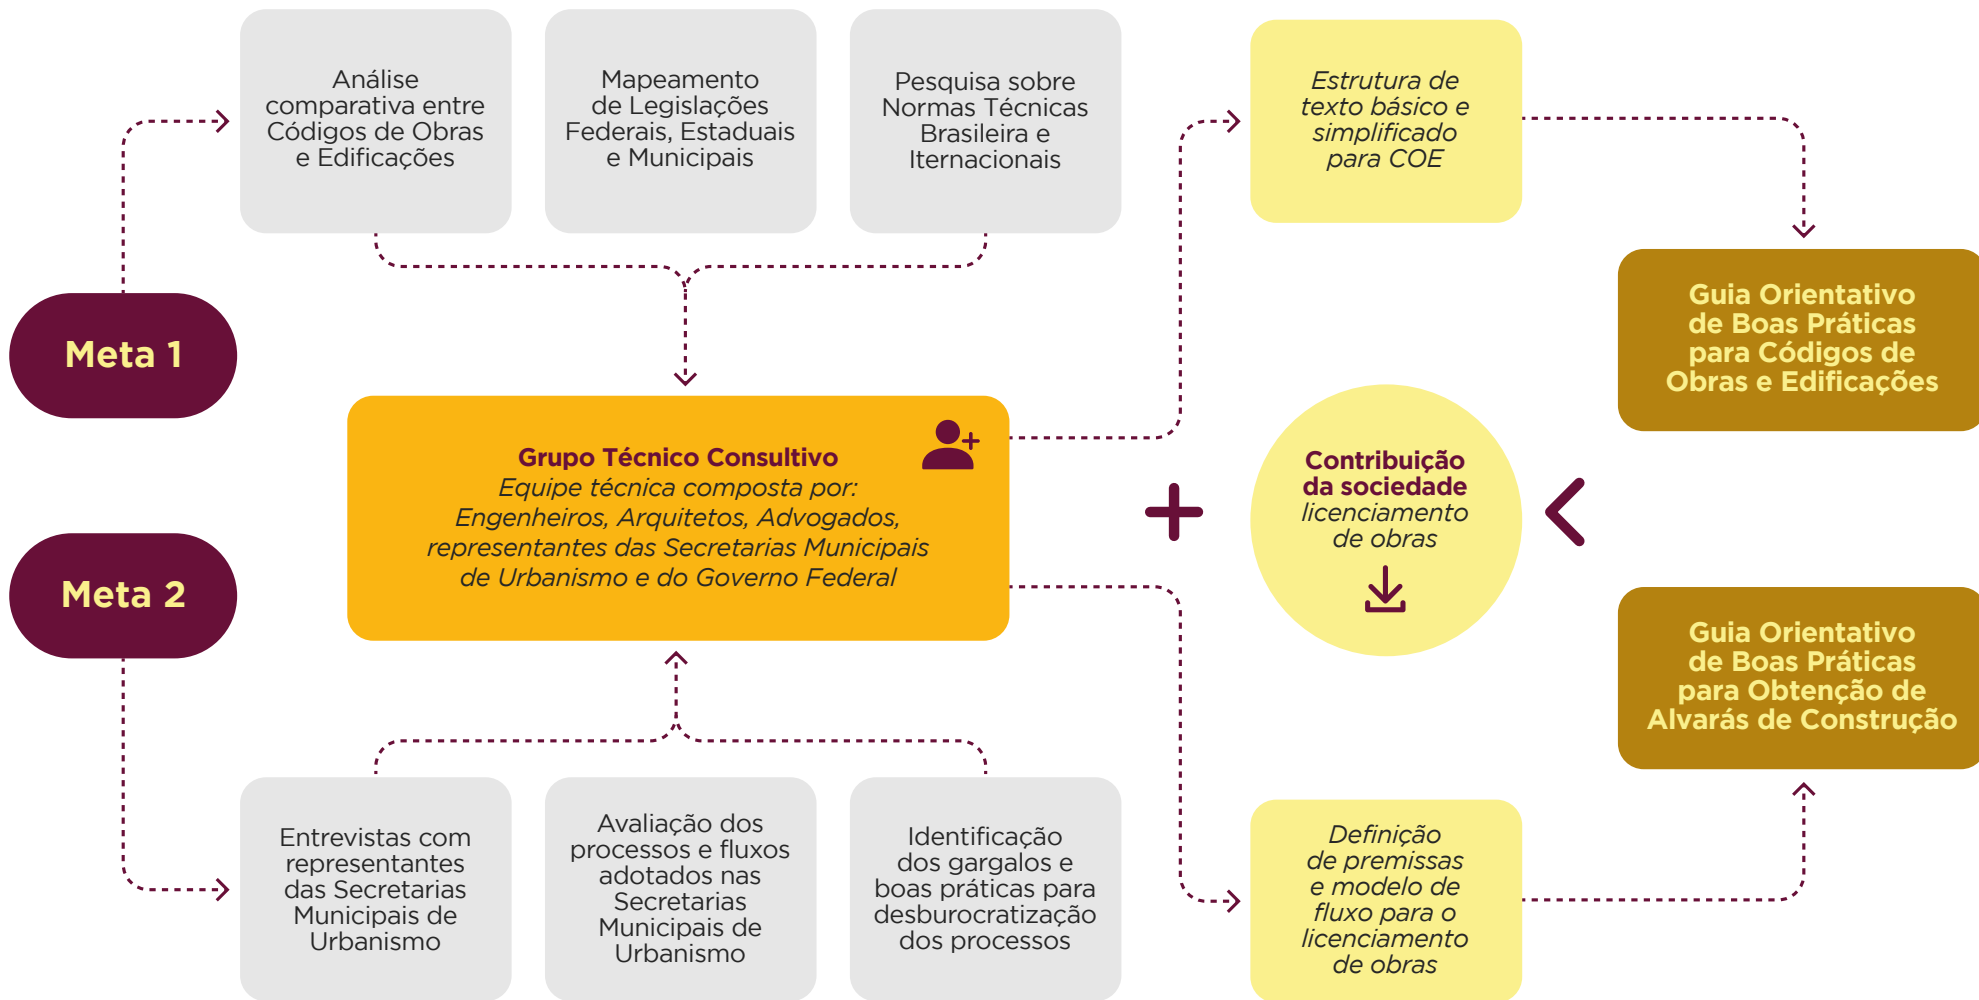 Análise
comparativa entre
Códigos de Obras
e Edificações
Mapeamento
de Legislações
Federais, Estaduais
e Municipais
Pesquisa sobre
Normas Técnicas
Brasileira e
Iternacionais
Estrutura de
texto básico e
simplificado
para COE
Meta 1
Guia Orientativo
de Boas Práticas
para Códigos de
Obras e Edificações
Grupo Técnico Consultivo
Equipe técnica composta por:
Engenheiros, Arquitetos, Advogados,
representantes das Secretarias Municipais
de Urbanismo e do Governo Federal
Contribuição
da sociedade
licenciamento
de obras
Meta 2
Guia Orientativo
de Boas Práticas
para Obtenção de
Alvarás de Construção
Entrevistas com
representantes
das Secretarias
Municipais de
Urbanismo
Avaliação dos
processos e fluxos
adotados nas
Secretarias
Municipais de
Urbanismo
Identificação
dos gargalos e
boas práticas para
desburocratização
dos processos
Definição
de premissas
e modelo de
fluxo para o
licenciamento
de obras